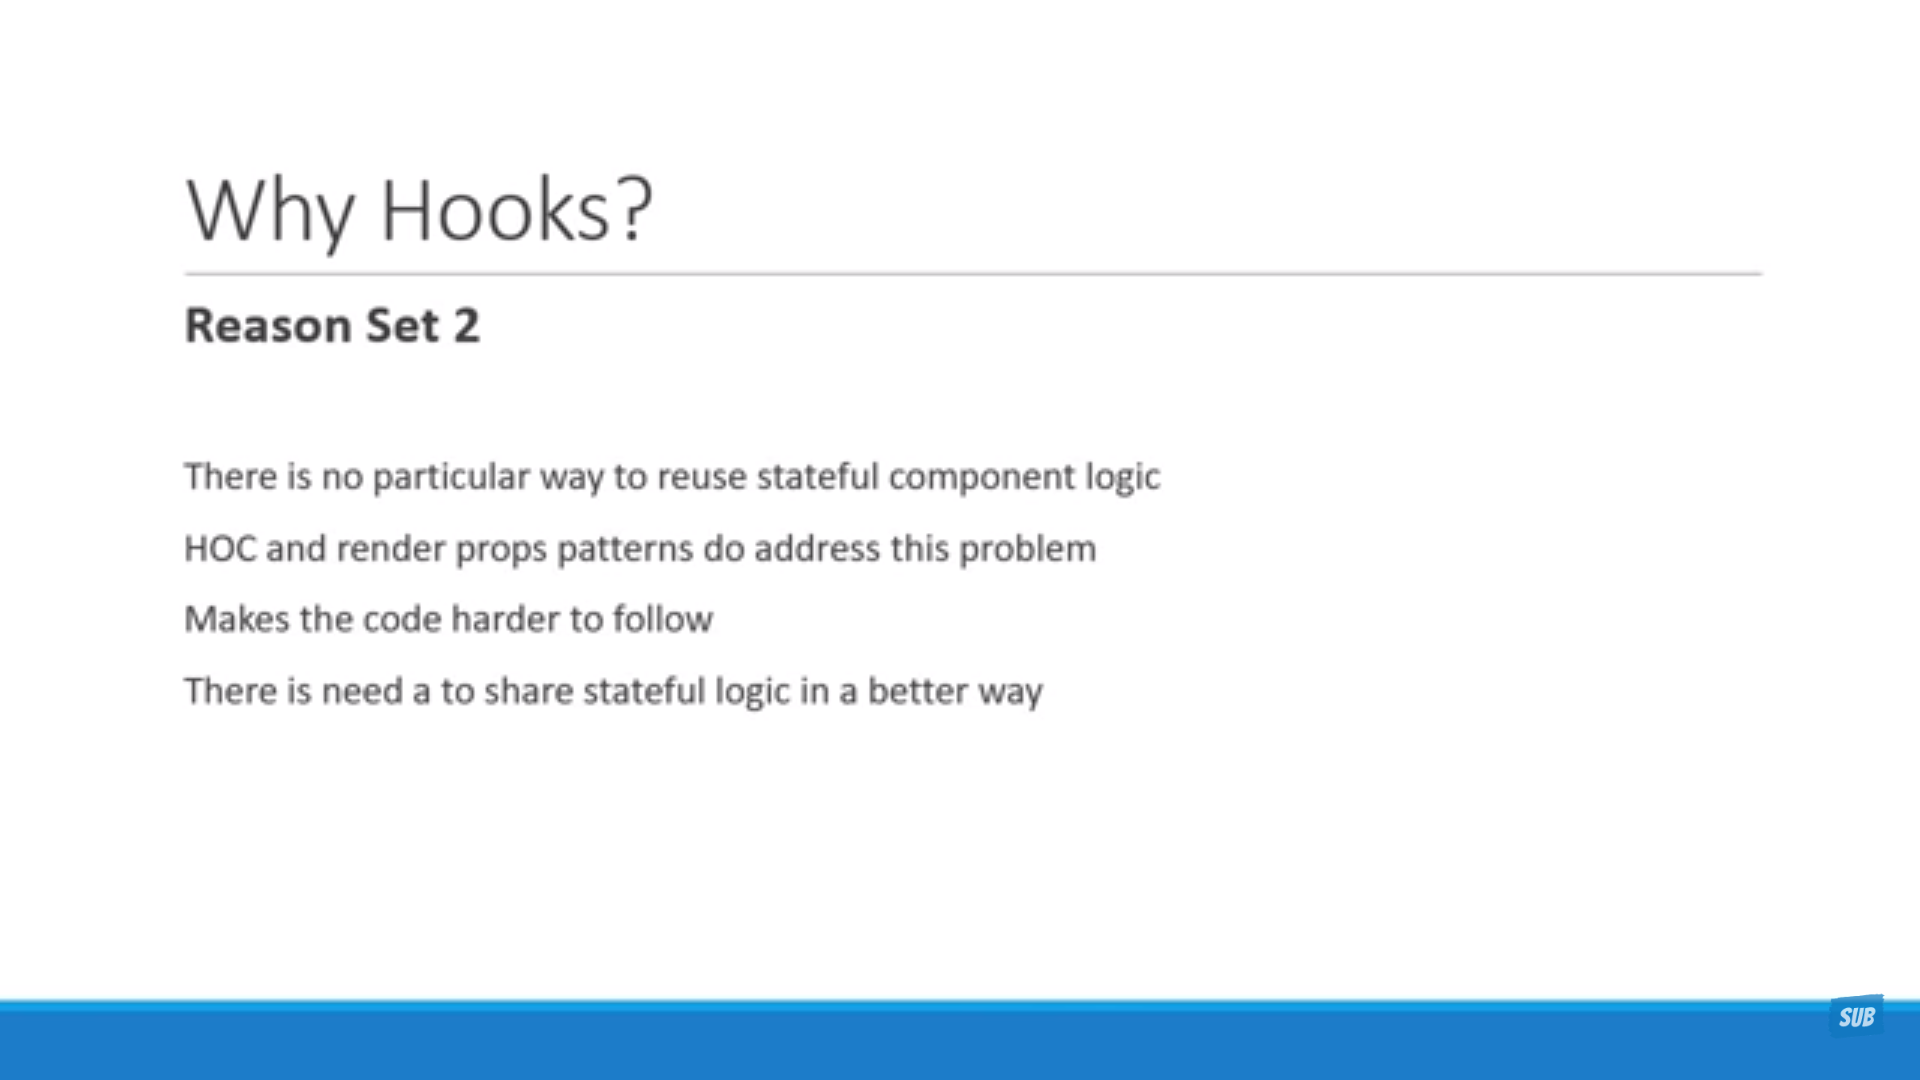 Why Hooks?
Reason Set 2
There is no particular way to reuse stateful component logic
HOC and render props patterns do address this problem
Makes the code harder to follow
There is need a to share stateful logic in a better way
SUB